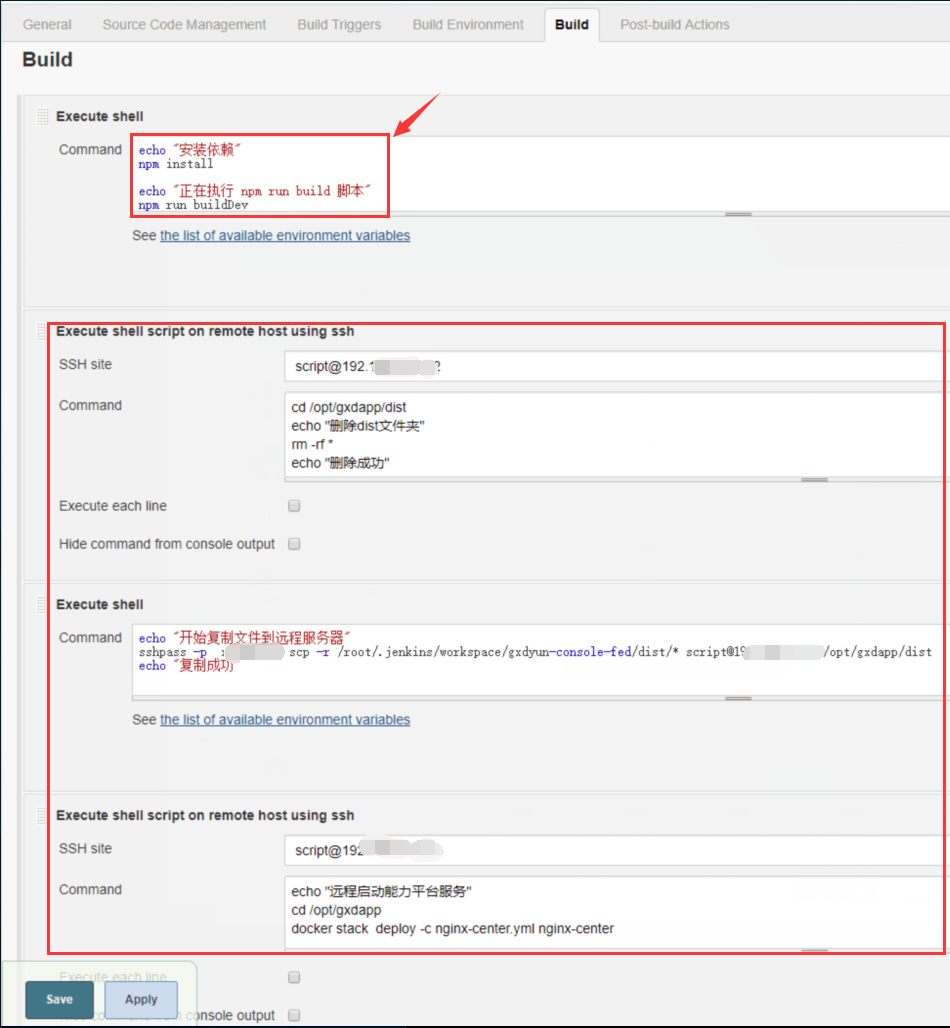 General Source Code Management Build Triggers Build Environment Build Post-build Actions
Build
Execute shell
Command
echo "安装依赖"
npm install
echo "正在执行 npm run build 脚本"
npm run buildDev
See the list of available environment variables
Execute shell script on remote host using ssh
SSH site
script@192.
Command
cd /opt/gxdapp/dist
echo "删除dist文件夹"
rm -rf *
echo "删除成功"
Execute each line
Hide command from console output
Execute shell
Command
echo "开始复制文件到远程服务器"
sshpass -p scp -r /root/.jenkins/workspace/gxdyun-console-fed/dist/* script@19 /opt/gxdapp/dist
echo "复制成功
See the list of available environment variables
Execute shell script on remote host using ssh
SSH site
script@192
Command
echo "远程启动能力平台服务"
cd /opt/gxdapp
docker stack deploy -c nginx-center.yml nginx-center
Execute each line
Save Apply
console output